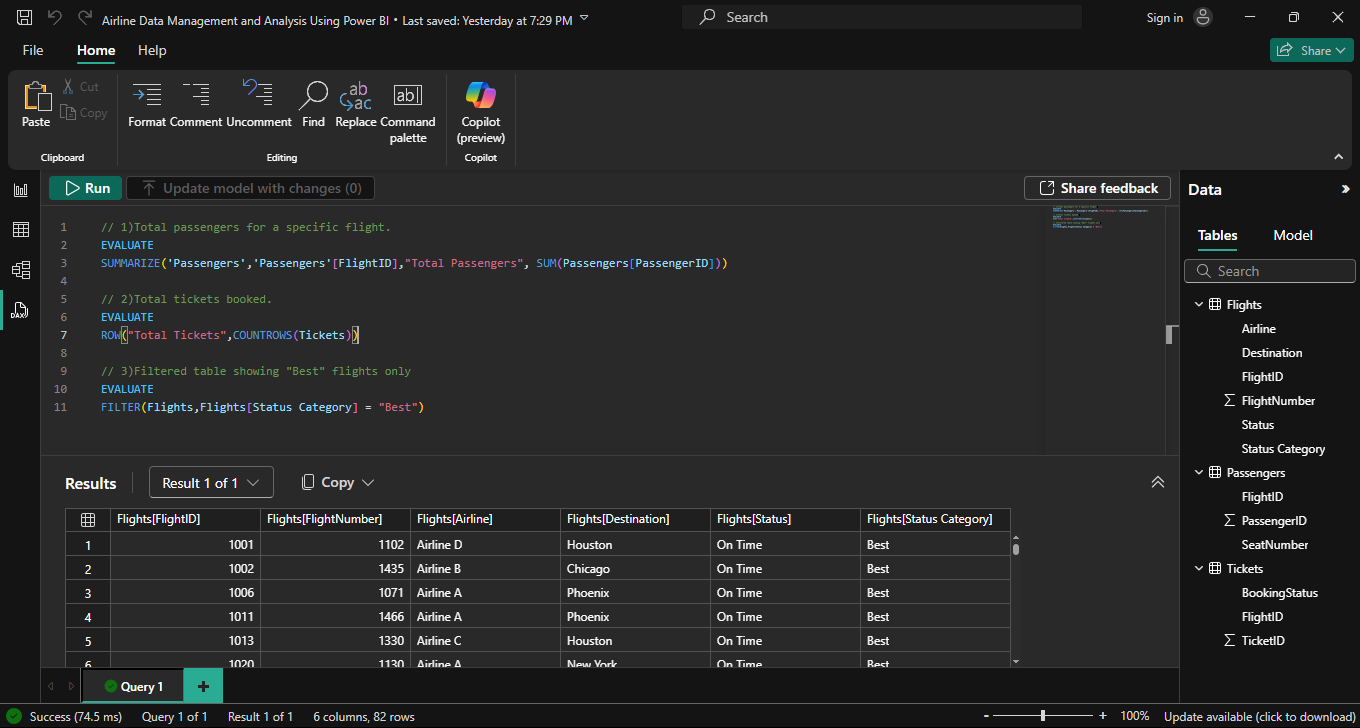 Airline Data Management and Analysis Using Power BI • Last saved: Yesterday at 7:29 PM
Search
Sign in
File
Home
Help
Share
Paste
Cut
Copy
Clipboard
Format
Comment
Uncomment
Find
Replace
Command palette
Editing
Copilot (preview)
Copilot
Run
Update model with changes (0)
Share feedback
1 // 1)Total passengers for a specific flight.
2 EVALUATE
3 SUMMARIZE('Passengers','Passengers'[FlightID],"Total Passengers", SUM(Passengers[PassengerID]))
4
5 // 2)Total tickets booked.
6 EVALUATE
7 ROW("Total Tickets",COUNTROWS(Tickets))
8
9 // 3)Filtered table showing "Best" flights only
10 EVALUATE
11 FILTER(Flights,Flights[Status Category] = "Best")
Results
Result 1 of 1
Copy
Flights[FlightID] Flights[FlightNumber] Flights[Airline] Flights[Destination] Flights[Status] Flights[Status Category]
1 1001 1102 Airline D Houston On Time Best
2 1002 1435 Airline B Chicago On Time Best
3 1006 1071 Airline A Phoenix On Time Best
4 1011 1466 Airline A Phoenix On Time Best
5 1013 1330 Airline C Houston On Time Best
6 1020 1130 Airline A New York On Time Best
Data
Tables
Model
Search
Flights
Airline
Destination
FlightID
FlightNumber
Status
Status Category
Passengers
FlightID
PassengerID
SeatNumber
Tickets
BookingStatus
FlightID
TicketID
Query 1
+
Success (74.5 ms)
Query 1 of 1
Result 1 of 1
6 columns, 82 rows
- + 100%
Update available (click to download)